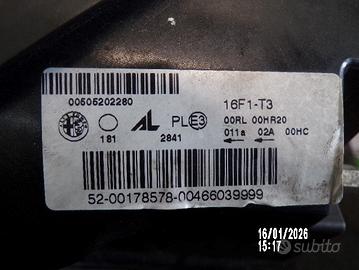 00505202280
16F1-T3
AL PL E3
00RL 00HR20
181 2841
011a 02A 00HC
52-00178578-00466039999
16/01/2026
15:17
subito